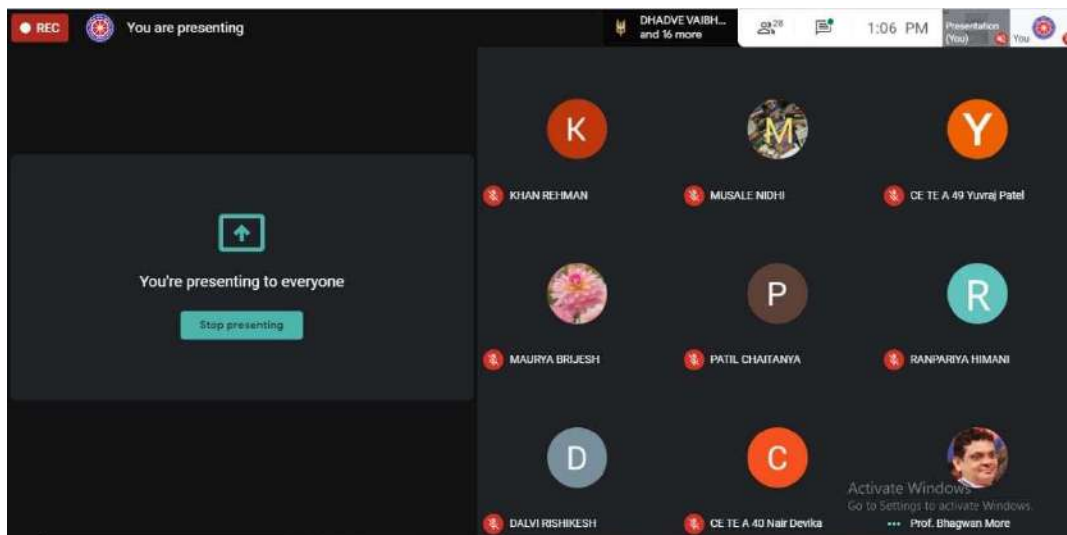 REC
You are presenting
DHADVE VAIBH...
and 16 more
28
1:06 PM
Presentation
(You)
You
K
M
Y
KHAN REHMAN
MUSALE NIDHI
CE TE A 49 Yuvraj Patel
You're presenting to everyone
Stop presenting
P
R
MAURYA BRIJESH
PATIL CHAITANYA
RANPARIYA HIMANI
D
C
Activate Windows
Go to Settings to activate Windows.
DALVI RISHIKESH
CE TE A 40 Nair Devika
Prof. Bhagwan More